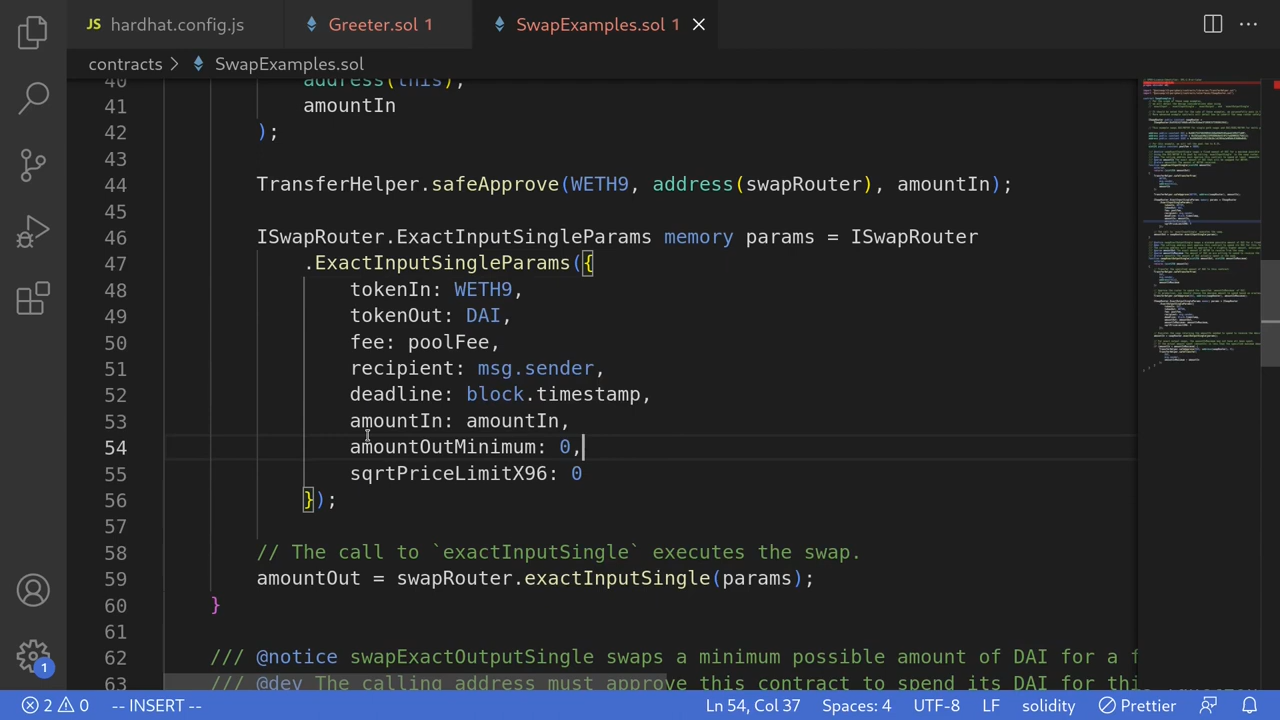 JS hardhat.config.js Greeter.sol 1 SwapExamples.sol 1
contracts > SwapExamples.sol
40 address(this),
41 amountIn
42 );
43
44 TransferHelper.safeApprove(WETH9, address(swapRouter), amountIn);
45
46 ISwapRouter.ExactInputSingleParams memory params = ISwapRouter
47 .ExactInputSingleParams({
48 tokenIn: WETH9,
49 tokenOut: DAI,
50 fee: poolFee,
51 recipient: msg.sender,
52 deadline: block.timestamp,
53 amountIn: amountIn,
54 amountOutMinimum: 0,
55 sqrtPriceLimitX96: 0
56 });
57
58 // The call to `exactInputSingle` executes the swap.
59 amountOut = swapRouter.exactInputSingle(params);
60 }
61
62 /// @notice swapExactOutputSingle swaps a minimum possible amount of DAI for a f
63 /// @dev The calling address must approve this contract to spend its DAI for this
1
2 0 -- INSERT -- Ln 54, Col 37 Spaces: 4 UTF-8 LF solidity Prettier